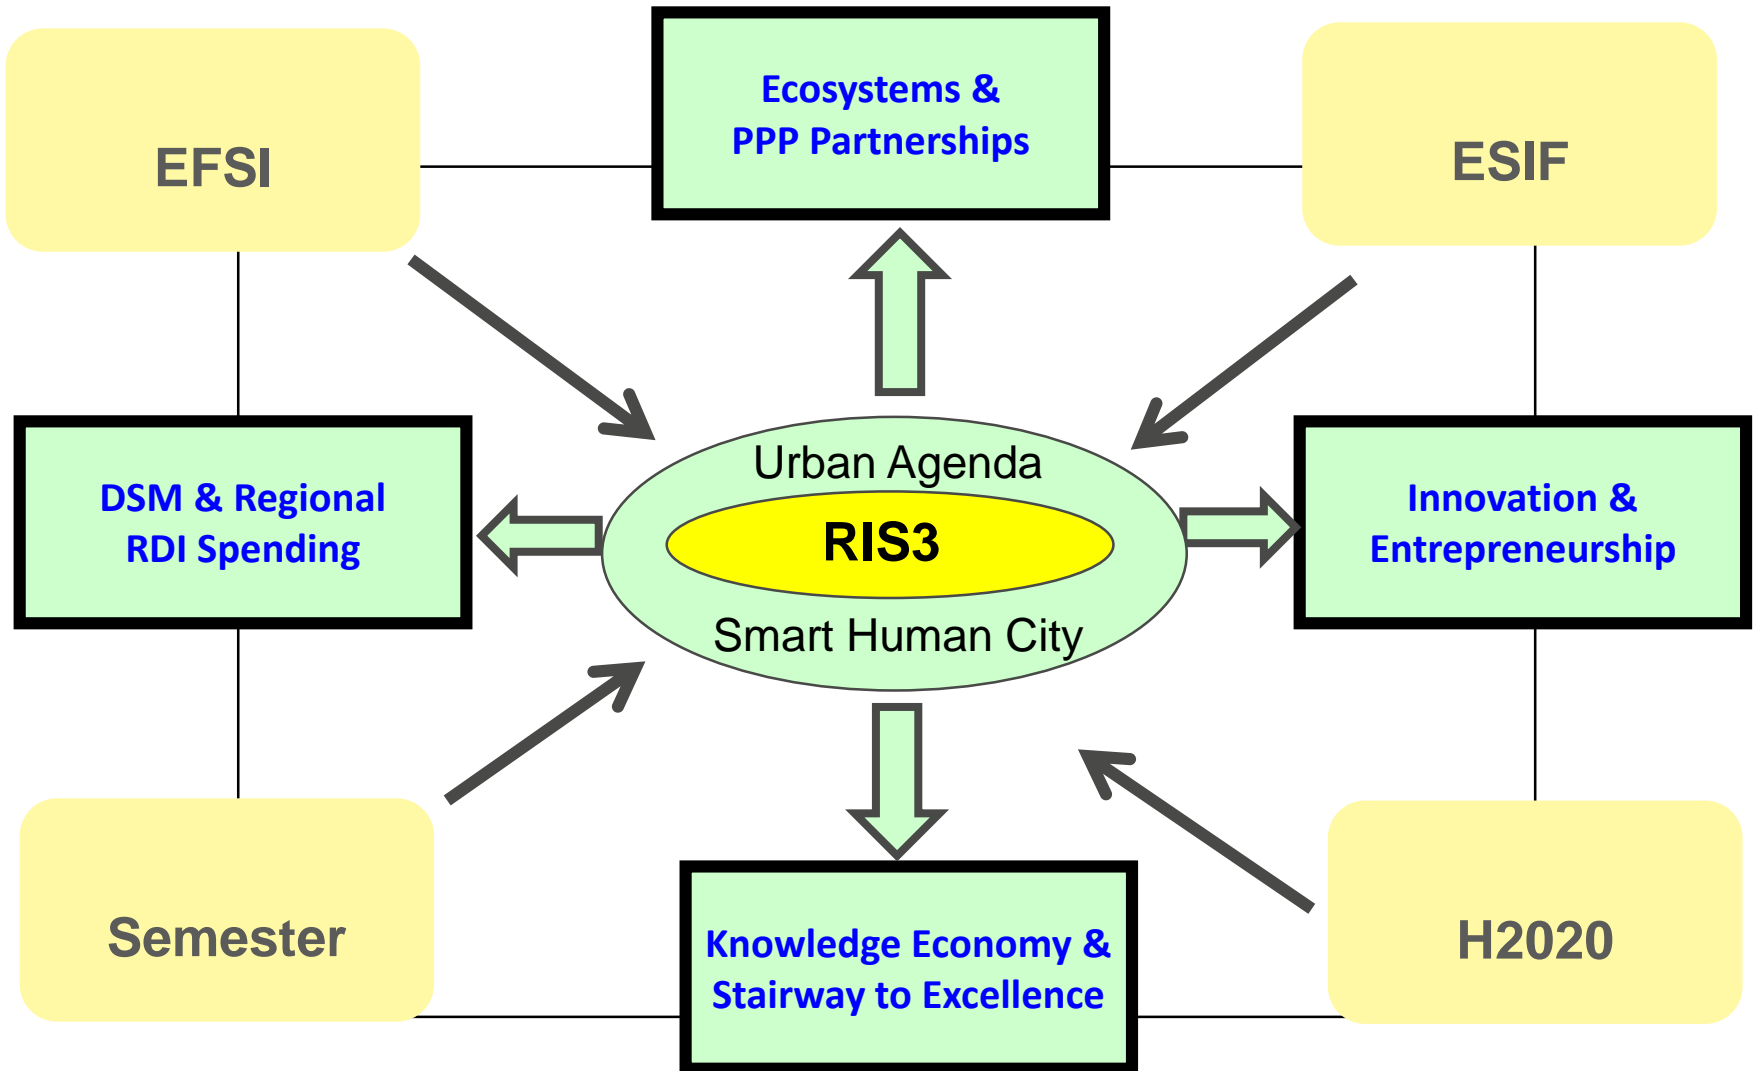 Ecosystems &
PPP Partnerships
EFSI
ESIF
Urban Agenda
DSM & Regional
RDI Spending
RIS3
Innovation &
Entrepreneurship
Smart Human City
Semester
Knowledge Economy &
Stairway to Excellence
H2020